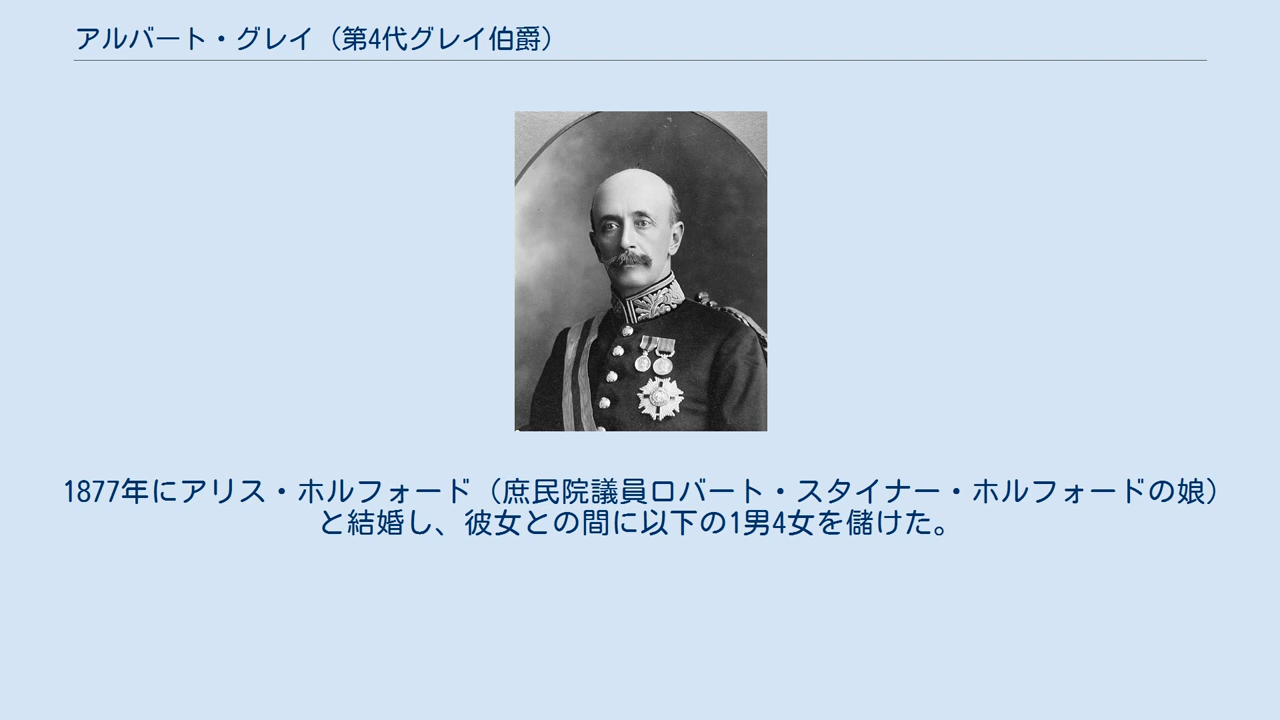 アルバート・グレイ（第4代グレイ伯爵）
1877年にアリス・ホルフォード（庶民院議員ロバート・スタイナー・ホルフォードの娘）
と結婚し、彼女との間に以下の1男4女を儲けた。